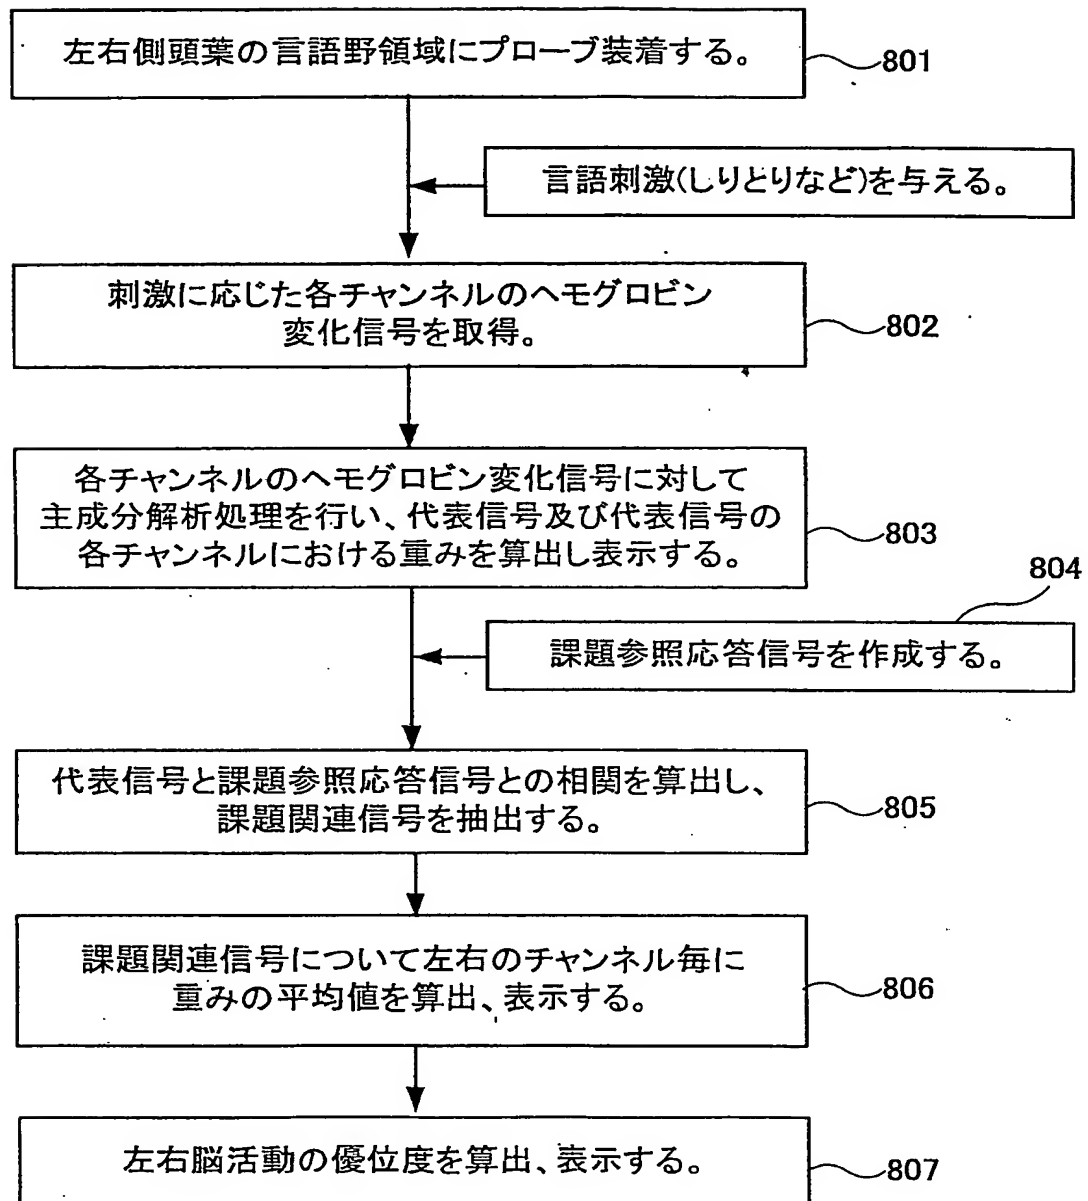 左右側頭葉の言語野領域にプローブ装着する。
801
言語刺激(しりとりなど)を与える。
刺激に応じた各チャンネルのヘモグロビン
変化信号を取得。
802
各チャンネルのヘモグロビン変化信号に対して
主成分解析処理を行い、代表信号及び代表信号の
各チャンネルにおける重みを算出し表示する。
803
804
課題参照応答信号を作成する。
代表信号と課題参照応答信号との相関を算出し、
課題関連信号を抽出する。
805
課題関連信号について左右のチャンネル毎に
重みの平均値を算出、表示する。
806
左右脳活動の優位度を算出、表示する。
807